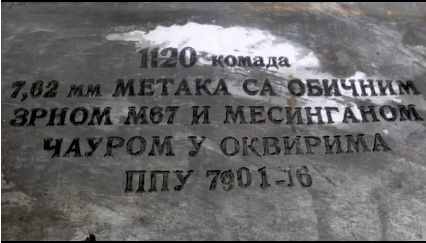 1120 комада
7,62 мм МЕТАКА СА ОБИЧНИМ
ЗРНОМ М67 И МЕСИНГАНОМ
ЧАУРОМ У ОКВИРИМА
ППУ 7901-16